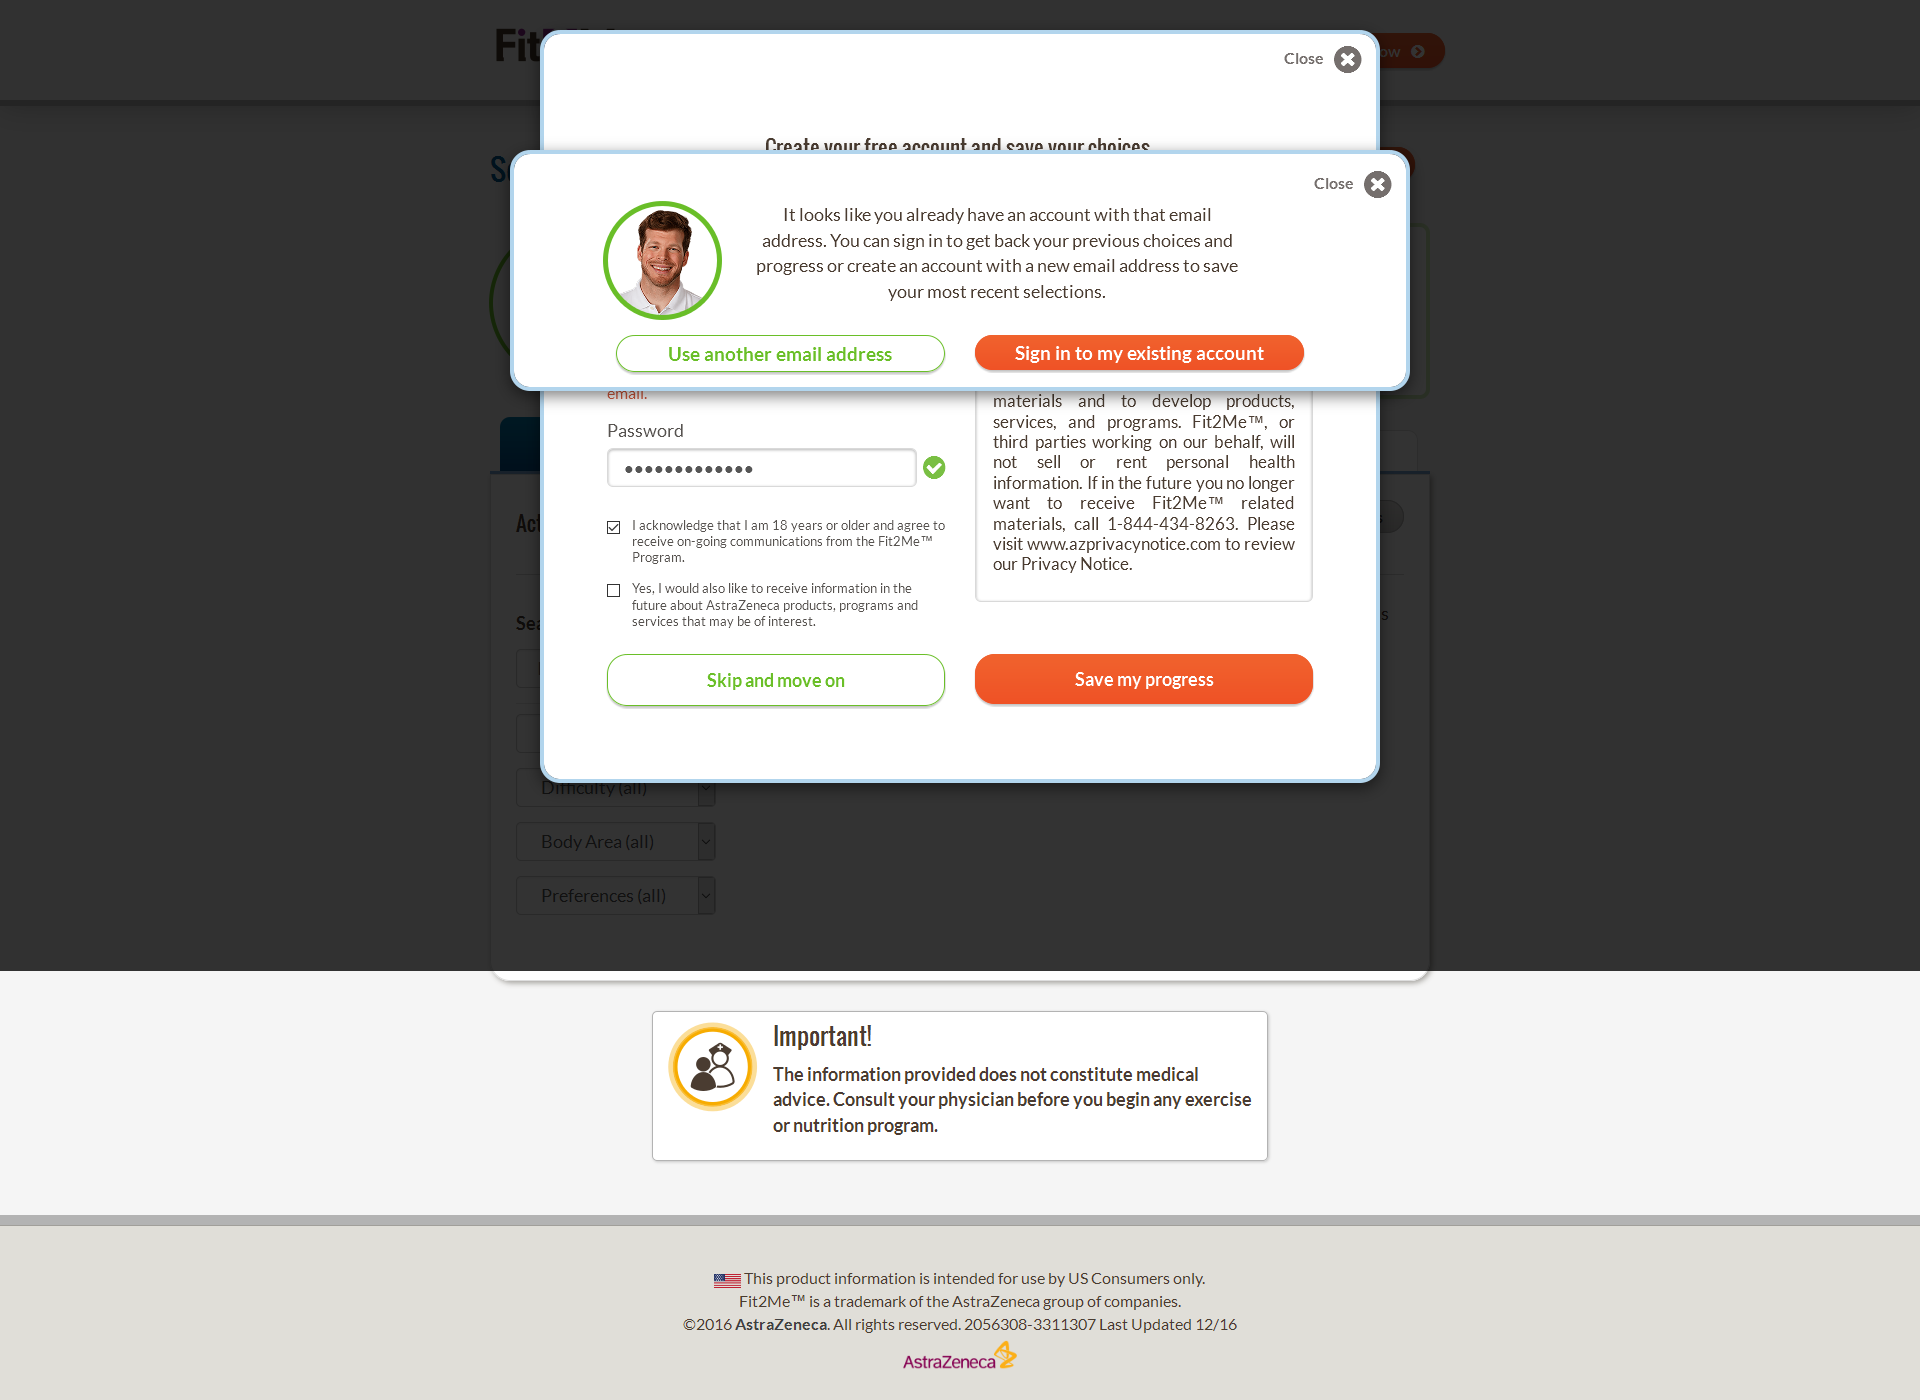 Fit
ow
Close
Create your free account and save your choices
Close
It looks like you already have an account with that email
address. You can sign in to get back your previous choices and
progress or create an account with a new email address to save
your most recent selections.
Use another email address
Sign in to my existing account
email.
Password
I acknowledge that I am 18 years or older and agree to
receive on-going communications from the Fit2Me™
Program.
Yes, I would also like to receive information in the
future about AstraZeneca products, programs and
services that may be of interest.
materials and to develop products,
services, and programs. Fit2Me™, or
third parties working on our behalf, will
not sell or rent personal health
information. If in the future you no longer
want to receive Fit2Me™ related
materials, call 1-844-434-8263. Please
visit www.azprivacynotice.com to review
our Privacy Notice.
Skip and move on
Save my progress
Difficulty (all)
Body Area (all)
Preferences (all)
Important!
The information provided does not constitute medical
advice. Consult your physician before you begin any exercise
or nutrition program.
This product information is intended for use by US Consumers only.
Fit2Me™ is a trademark of the AstraZeneca group of companies.
©2016 AstraZeneca. All rights reserved. 2056308-3311307 Last Updated 12/16
AstraZeneca